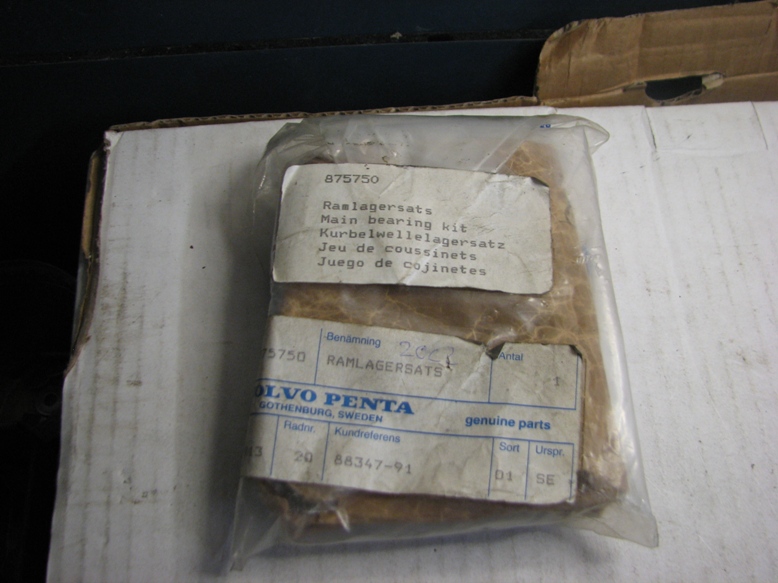 875750
Ramlagersats
Main bearing kit
Kurbelwellelagersatz
Jeu de coussinets
Juego de cojinetes
Benämning
Antal
75750
RAMLAGERSATS
1
OLVO PENTA
GOTHENBURG, SWEDEN
genuine parts
Radnr.
Kundreferens
Sort
Urspr.
20
88347-91
D1
SE